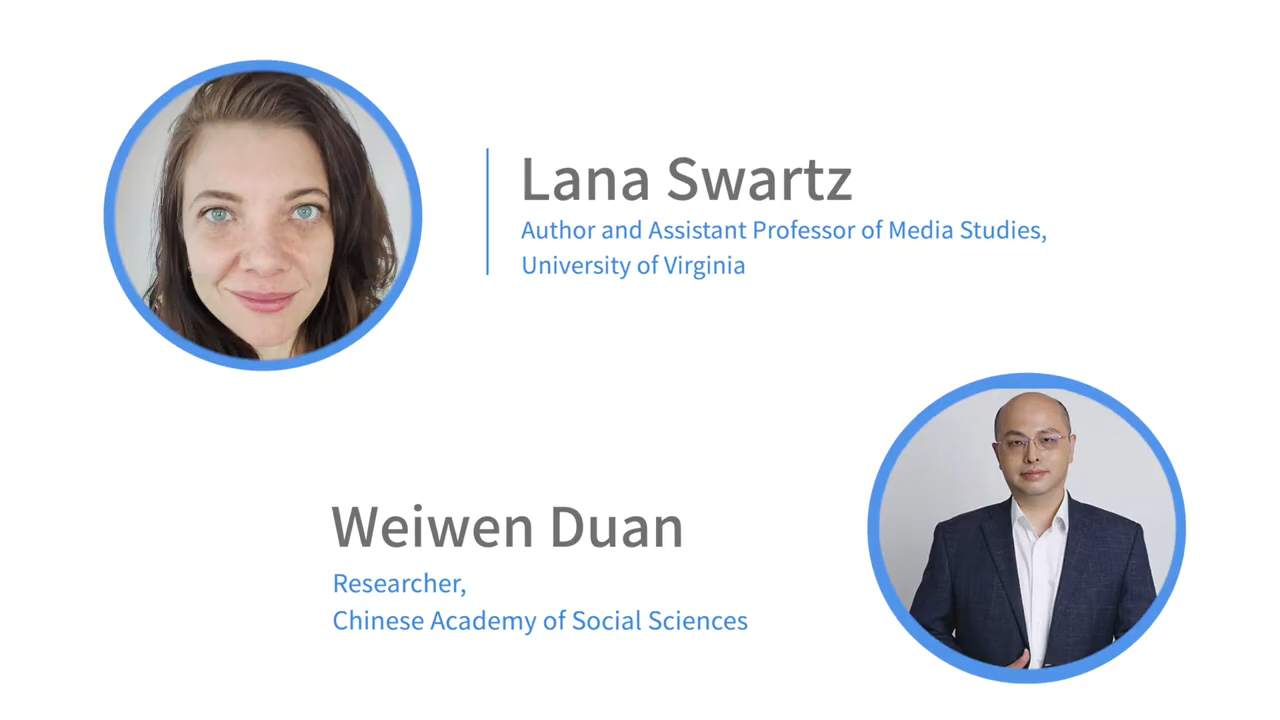 Lana Swartz
Author and Assistant Professor of Media Studies,
University of Virginia
Weiwen Duan
Researcher,
Chinese Academy of Social Sciences